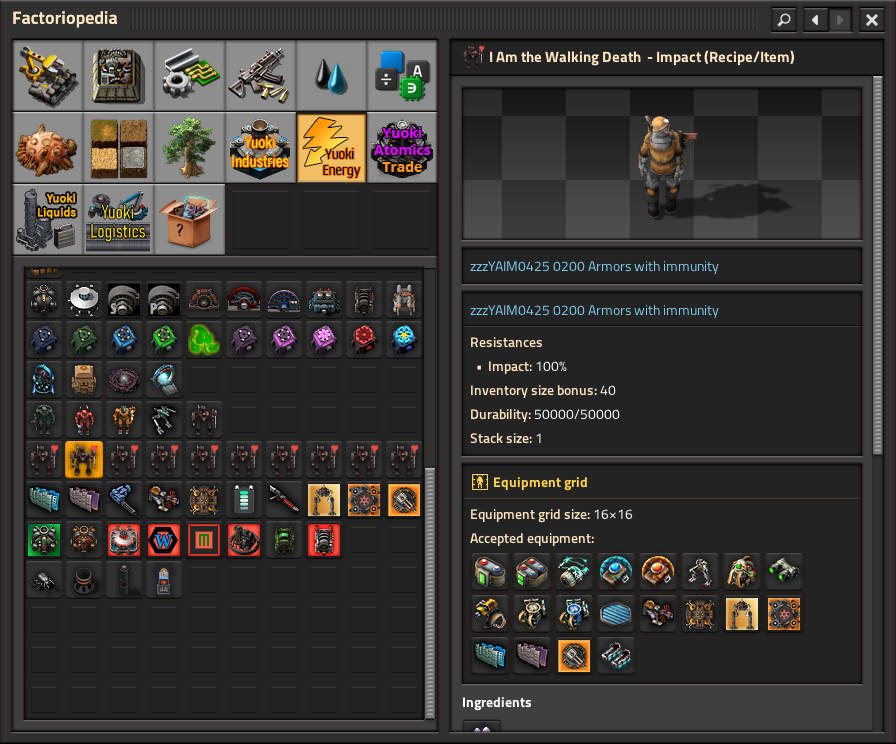 Factoriopedia
I Am the Walking Death - Impact (Recipe/Item)
Yuoki
Industries
Yuoki
Energy
Yuoki
Atomics
Trade
Yuoki
Liquids
Yuoki
Logistics
?
zzzYAIM0425 0200 Armors with immunity
zzzYAIM0425 0200 Armors with immunity
Resistances
• Impact: 100%
Inventory size bonus: 40
Durability: 50000/50000
Stack size: 1
Equipment grid
Equipment grid size: 16×16
Accepted equipment:
Ingredients